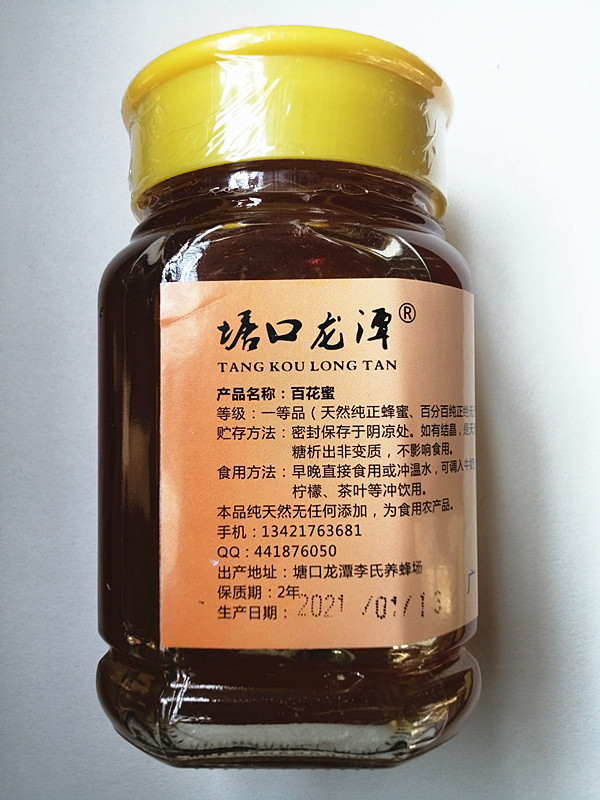 塘口龙潭®
TANG KOU LONG TAN
产品名称：百花蜜
等级：一等品（天然纯正蜂蜜、百分百纯正
贮存方法：密封保存于阴凉处。如有结晶，是天
糖析出非变质，不影响食用。
食用方法：早晚直接食用或冲温水，可调入牛奶
柠檬、茶叶等冲饮用。
本品纯天然无任何添加，为食用农产品。
手机：13421763681
QQ：441876050
出产地址：塘口龙潭李氏养蜂场
保质期：2年
生产日期：2021/01/13
广